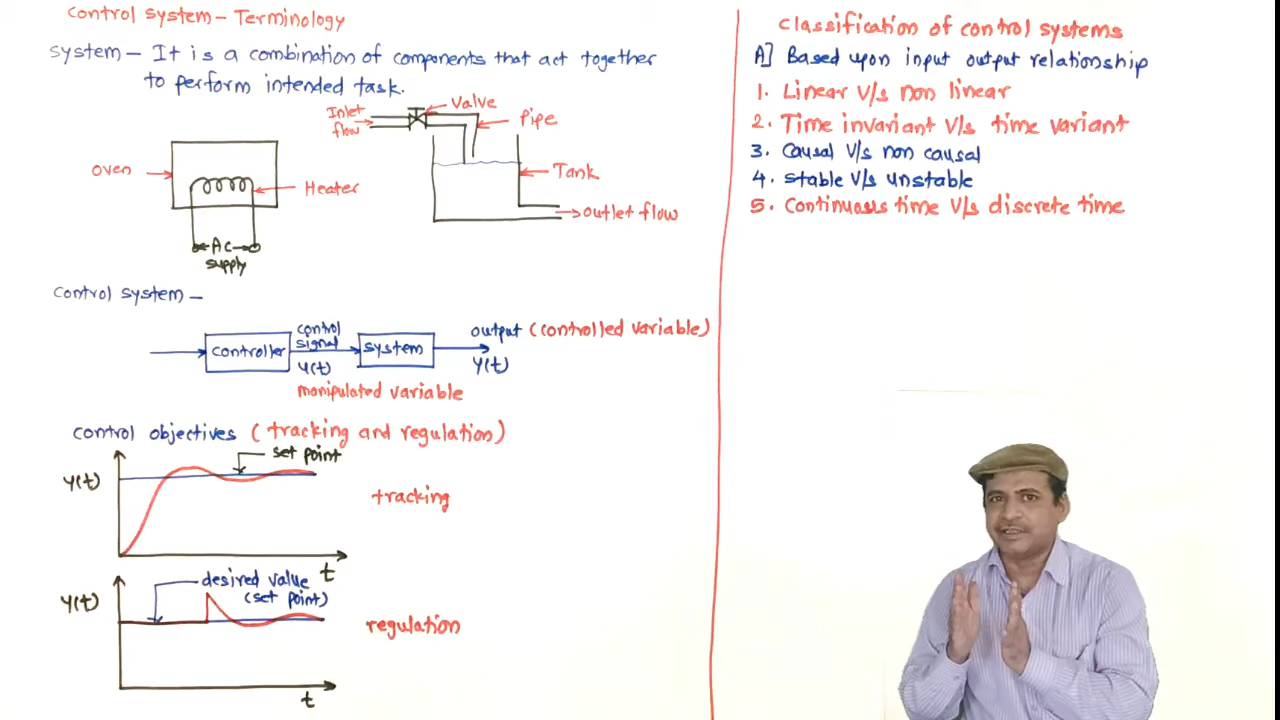 control system - Terminology
system - It is a combination of components that act together
to perform intended task.
oven
Heater
Ac
supply
Inlet
flow
valve
Pipe
Tank
outlet flow
control system -
controller
control
signal
u(t)
manipulated variable
system
output (controlled variable)
y(t)
control objectives (tracking and regulation)
set point
y(t)
tracking
t
desired value
(set point)
y(t)
regulation
t
classification of control systems
A] Based upon input output relationship
1. Linear v/s non linear
2. Time invariant v/s time variant
3. Causal v/s non causal
4. stable v/s unstable
5. Continuous time v/s discrete time